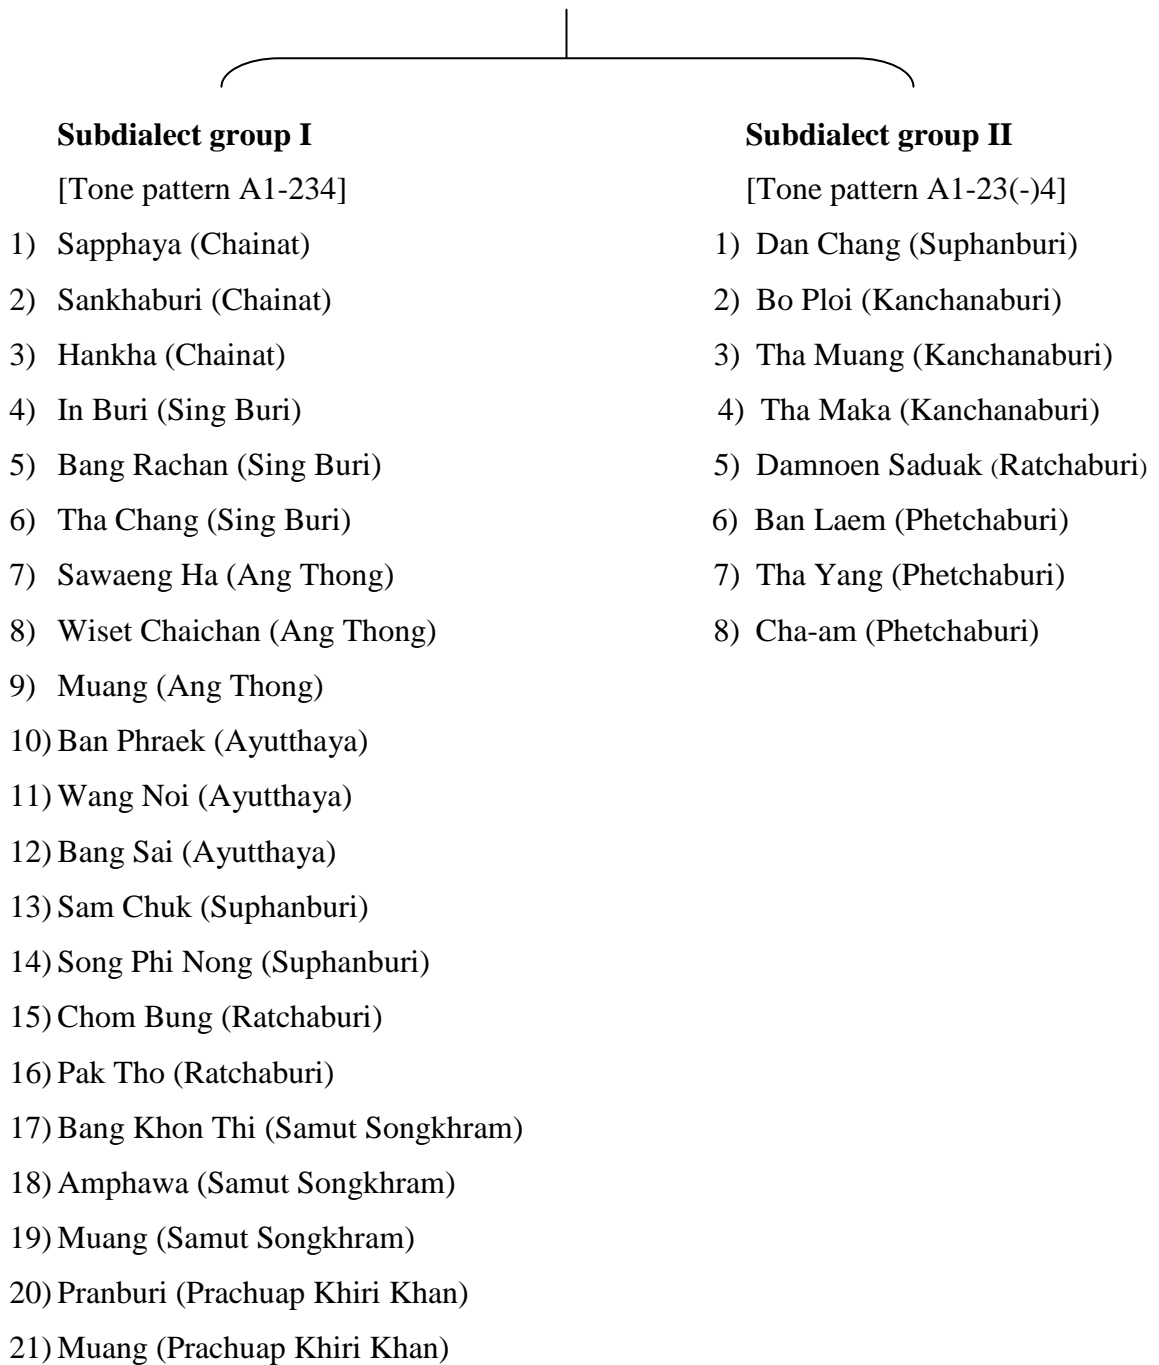 Subdialect group I
[Tone pattern A1-234]
1) Sapphaya (Chainat)
2) Sankhaburi (Chainat)
3) Hankha (Chainat)
4) In Buri (Sing Buri)
5) Bang Rachan (Sing Buri)
6) Tha Chang (Sing Buri)
7) Sawaeng Ha (Ang Thong)
8) Wiset Chaichan (Ang Thong)
9) Muang (Ang Thong)
10) Ban Phraek (Ayutthaya)
11) Wang Noi (Ayutthaya)
12) Bang Sai (Ayutthaya)
13) Sam Chuk (Suphanburi)
14) Song Phi Nong (Suphanburi)
15) Chom Bung (Ratchaburi)
16) Pak Tho (Ratchaburi)
17) Bang Khon Thi (Samut Songkhram)
18) Amphawa (Samut Songkhram)
19) Muang (Samut Songkhram)
20) Pranburi (Prachuap Khiri Khan)
21) Muang (Prachuap Khiri Khan)
Subdialect group II
[Tone pattern A1-23(-)4]
1) Dan Chang (Suphanburi)
2) Bo Ploi (Kanchanaburi)
3) Tha Muang (Kanchanaburi)
4) Tha Maka (Kanchanaburi)
5) Damnoen Saduak (Ratchaburi)
6) Ban Laem (Phetchaburi)
7) Tha Yang (Phetchaburi)
8) Cha-am (Phetchaburi)